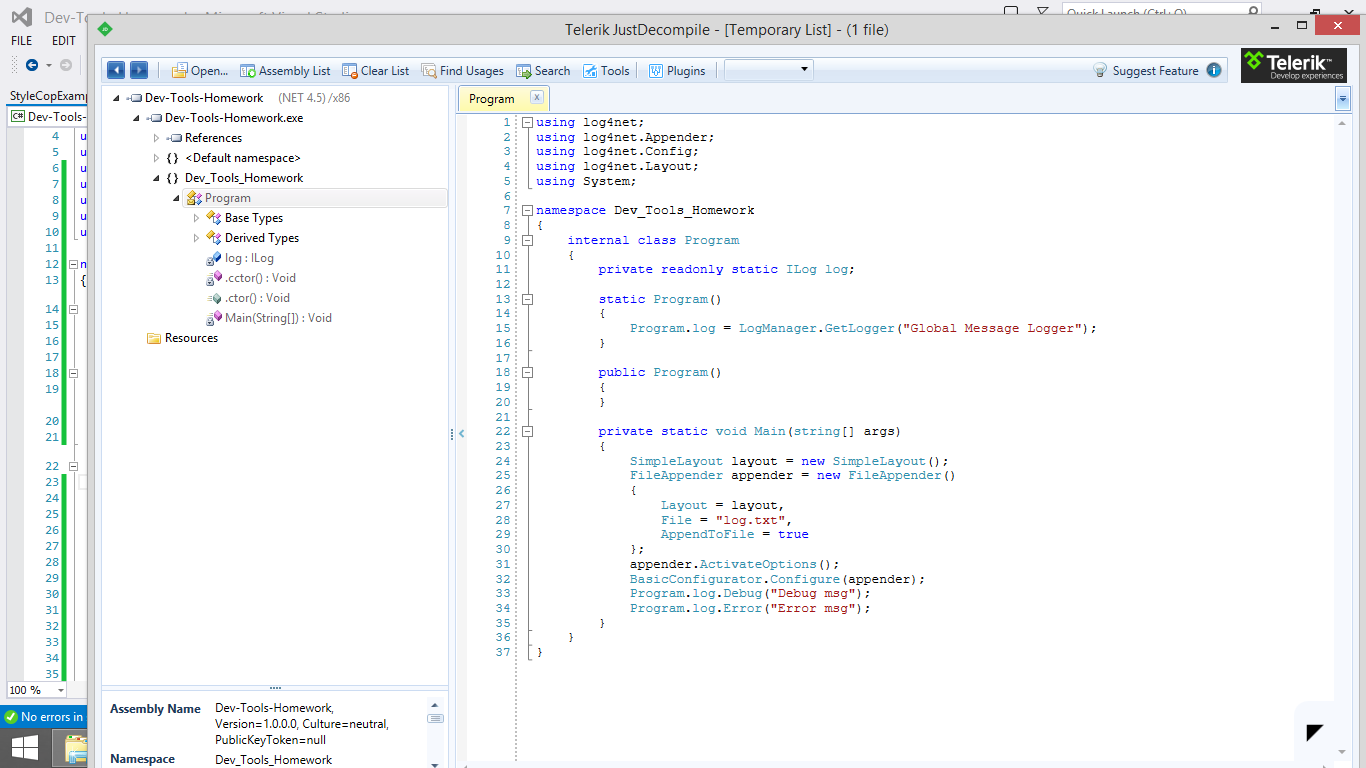 Dev-To
Telerik JustDecompile - [Temporary List] - (1 file)
Quick Launch (Ctrl+Q)
FILE EDIT
Open... Assembly List Clear List Find Usages Search Tools Plugins Suggest Feature
Telerik™
Develop experiences
StyleCopExamp
C# Dev-Tools-
Program x
Dev-Tools-Homework (NET 4.5) /x86
Dev-Tools-Homework.exe
References
{} <Default namespace>
{} Dev_Tools_Homework
Program
Base Types
Derived Types
log : ILog
.cctor() : Void
.ctor() : Void
Main(String[]) : Void
Resources
4 u
5 u
6 u
7 u
8 u
9 u
10 u
11
12 n
13 {
14
15
16
17
18
19
20
21
22
23
24
25
26
27
28
29
30
31
32
33
34
35
100 %
No errors in
1 using log4net;
2 using log4net.Appender;
3 using log4net.Config;
4 using log4net.Layout;
5 using System;
6
7 namespace Dev_Tools_Homework
8 {
9 internal class Program
10 {
11 private readonly static ILog log;
12
13 static Program()
14 {
15 Program.log = LogManager.GetLogger("Global Message Logger");
16 }
17
18 public Program()
19 {
20 }
21
22 private static void Main(string[] args)
23 {
24 SimpleLayout layout = new SimpleLayout();
25 FileAppender appender = new FileAppender()
26 {
27 Layout = layout,
28 File = "log.txt",
29 AppendToFile = true
30 };
31 appender.ActivateOptions();
32 BasicConfigurator.Configure(appender);
33 Program.log.Debug("Debug msg");
34 Program.log.Error("Error msg");
35 }
36 }
37 }
Assembly Name Dev-Tools-Homework,
Version=1.0.0.0, Culture=neutral,
PublicKeyToken=null
Namespace Dev_Tools_Homework